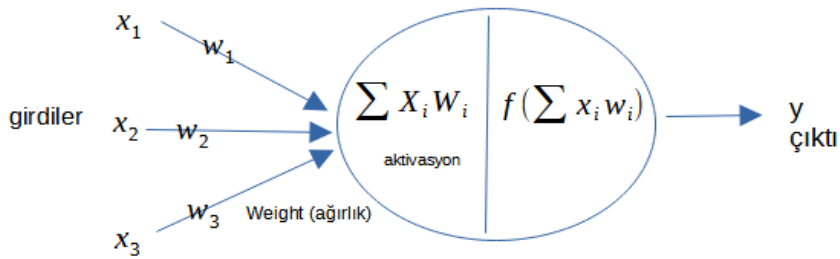 x₁
w₁
girdiler
x₂
w₂
∑ XᵢWᵢ
aktivasyon
f(∑ xᵢwᵢ)
y
çıktı
w₃
Weight (ağırlık)
x₃